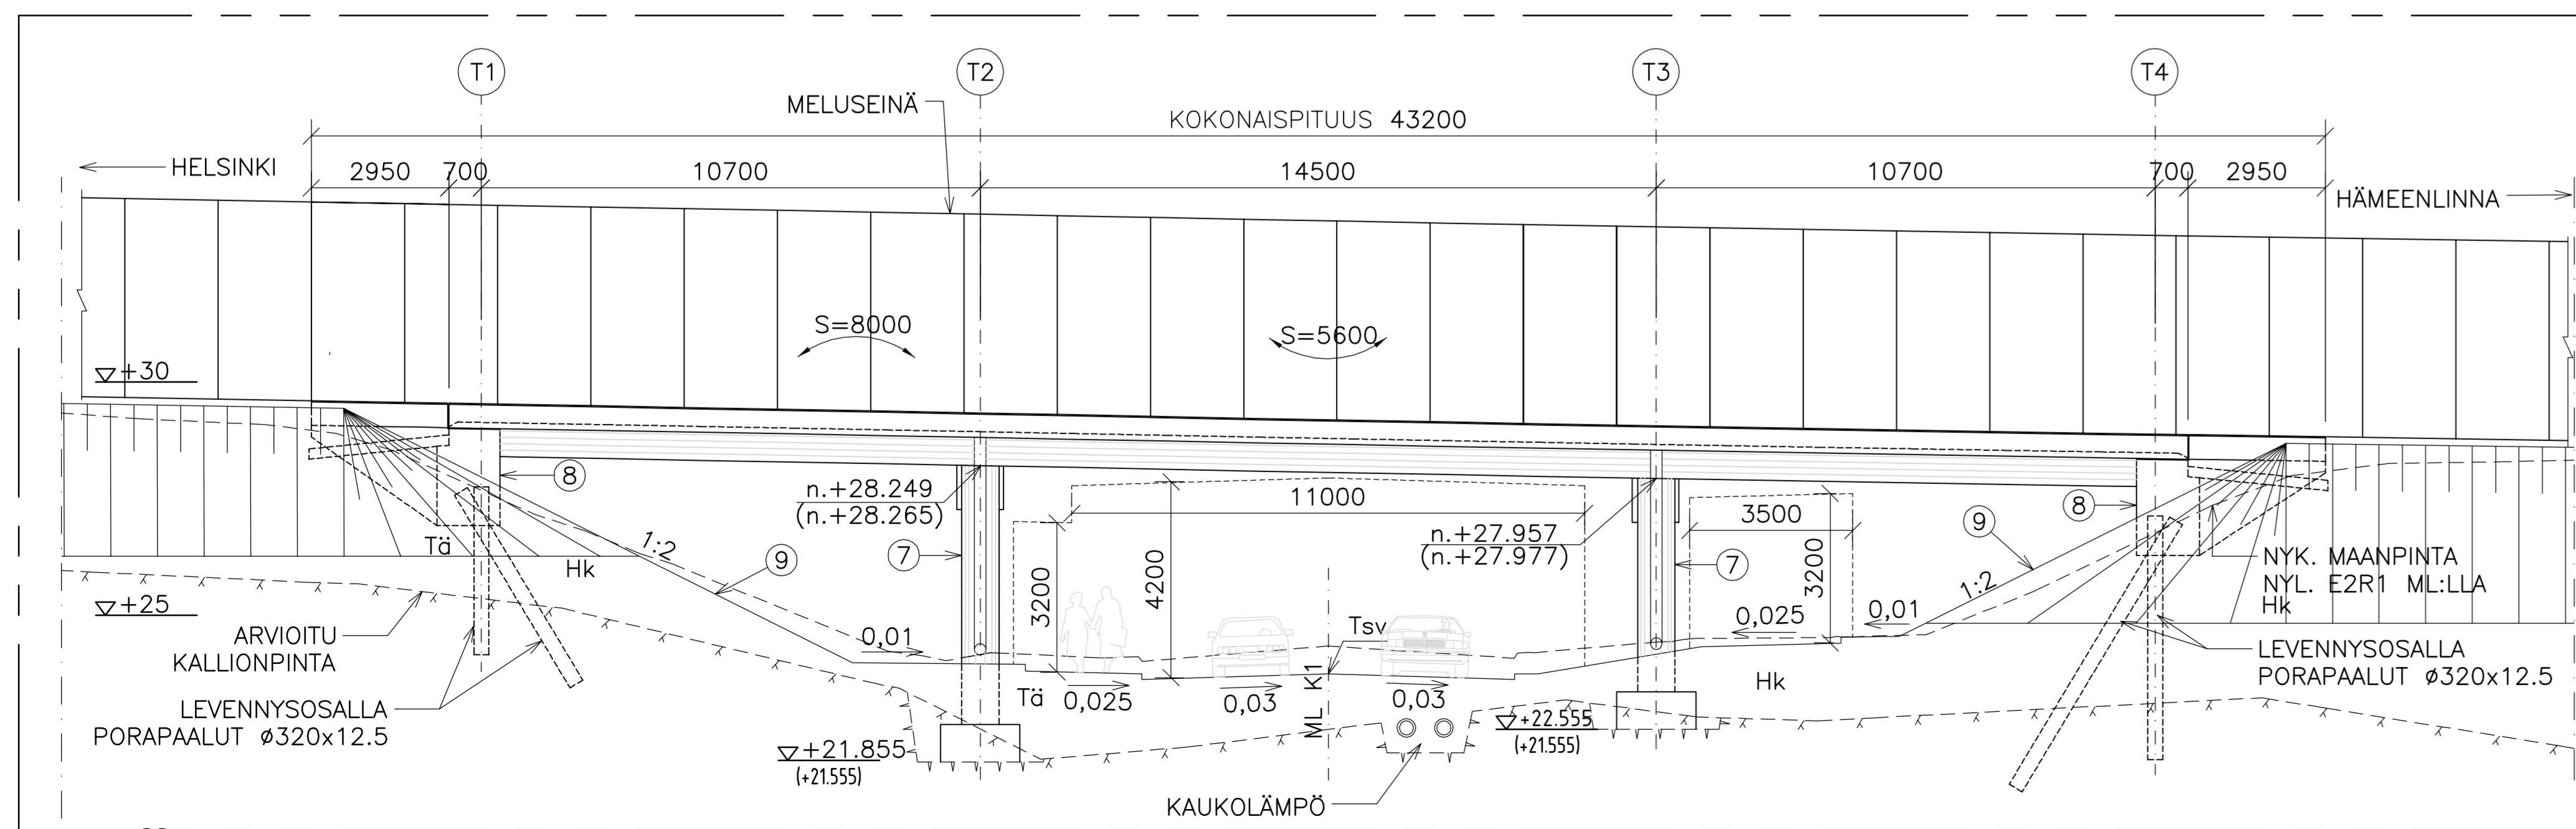 T1
T2
T3
T4
MELUSEINÄ
KOKONAISPITUUS 43200
HELSINKI
2950 700 10700 14500 10700 700 2950
HÄMEENLINNA
S=8000
S=5600
+30
8
n.+28.249
(n.+28.265)
11000
n.+27.957
(n.+27.977)
3500
8
9
Tä
1:2
Hk
9
7
3200
4200
7
3200
1:2
NYK. MAANPINTA
NYL. E2R1 ML:LLA
Hk
+25
ARVIOITU
KALLIONPINTA
0,01
Tsv
0,025
0,01
LEVENNYSOSALLA
PORAPAALUT ø320x12.5
LEVENNYSOSALLA
PORAPAALUT ø320x12.5
Tä
0,025
0,03
ML K1
0,03
Hk
+22.555
(+21.555)
+21.855
(+21.555)
KAUKOLÄMPÖ